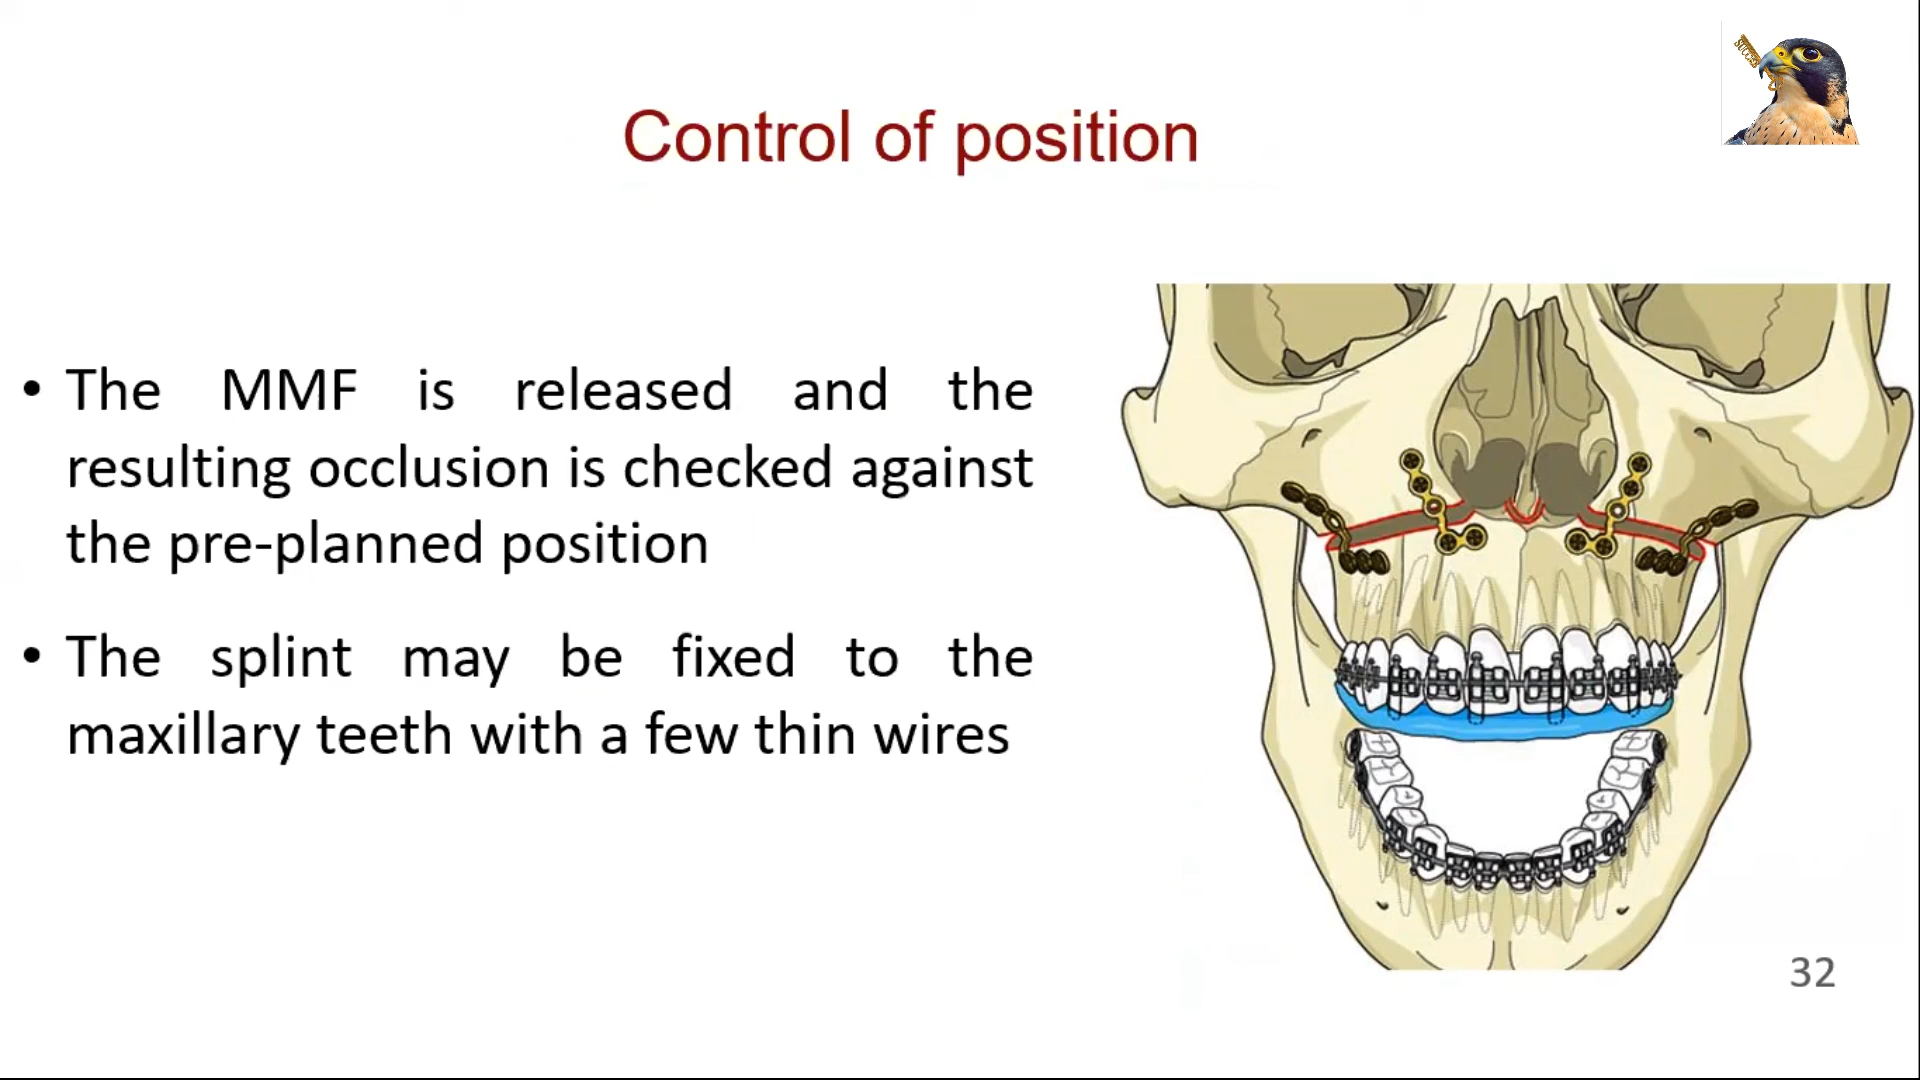 SUCCESS
Control of position
• The MMF is released and the
resulting occlusion is checked against
the pre-planned position
• The splint may be fixed to the
maxillary teeth with a few thin wires
32